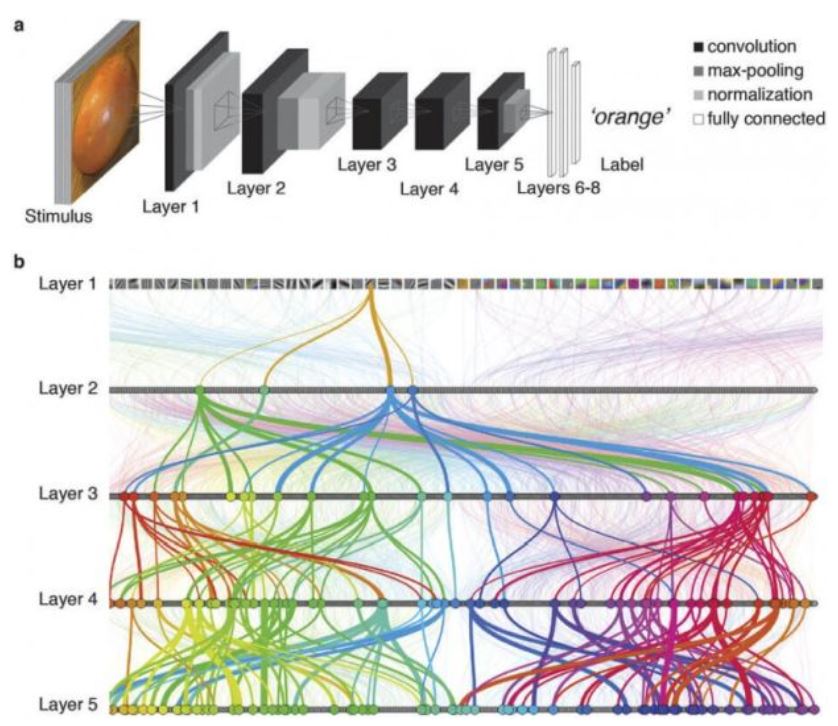 a
convolution
max-pooling
normalization
fully connected
'orange'
Layer 3
Layer 5
Label
Layer 2
Layer 4
Layers 6-8
Layer 1
Stimulus
b
Layer 1
Layer 2
Layer 3
Layer 4
Layer 5